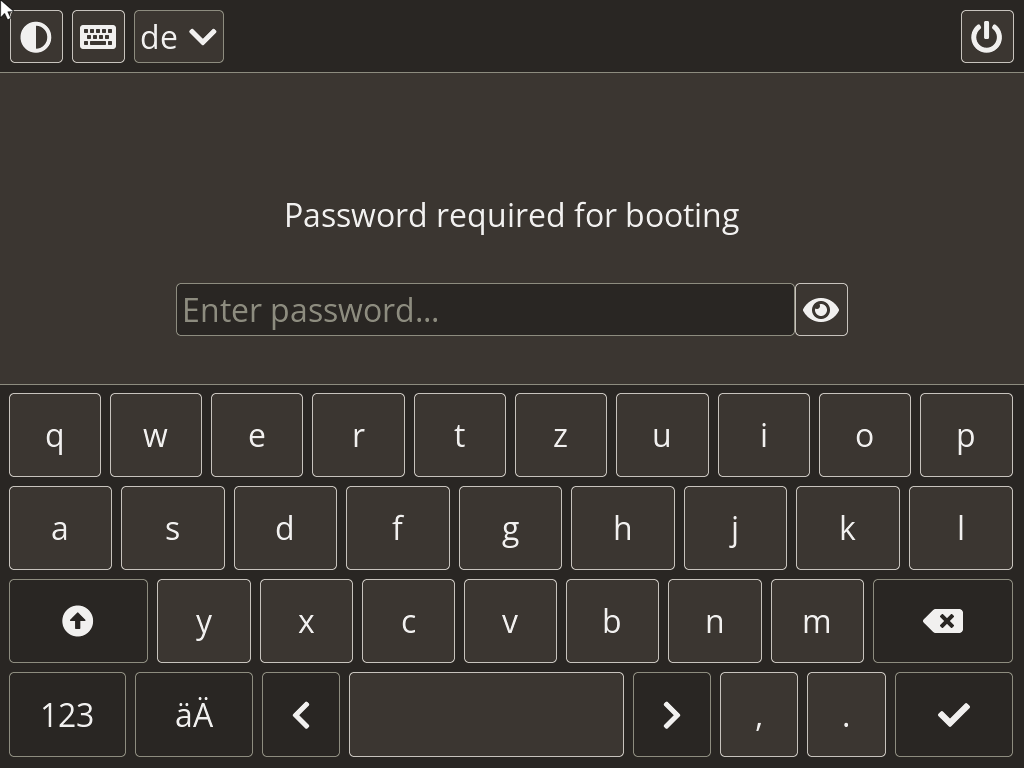 de
Password required for booting
Enter password...
q w e r t z u i o p
a s d f g h j k l
y x c v b n m
123 äÄ , .